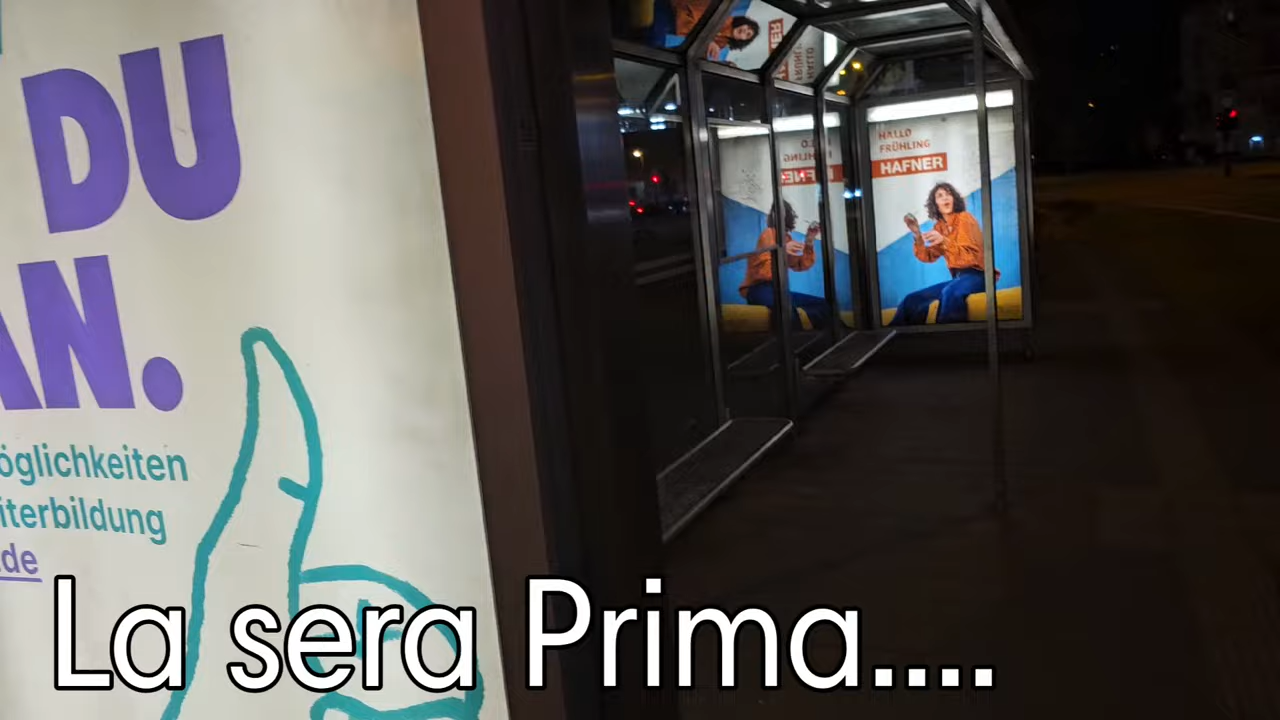 DU
AN.
öglichkeiten
iterbildung
.de
HALLO
FRÜHLING
HAFNER
La sera Prima....